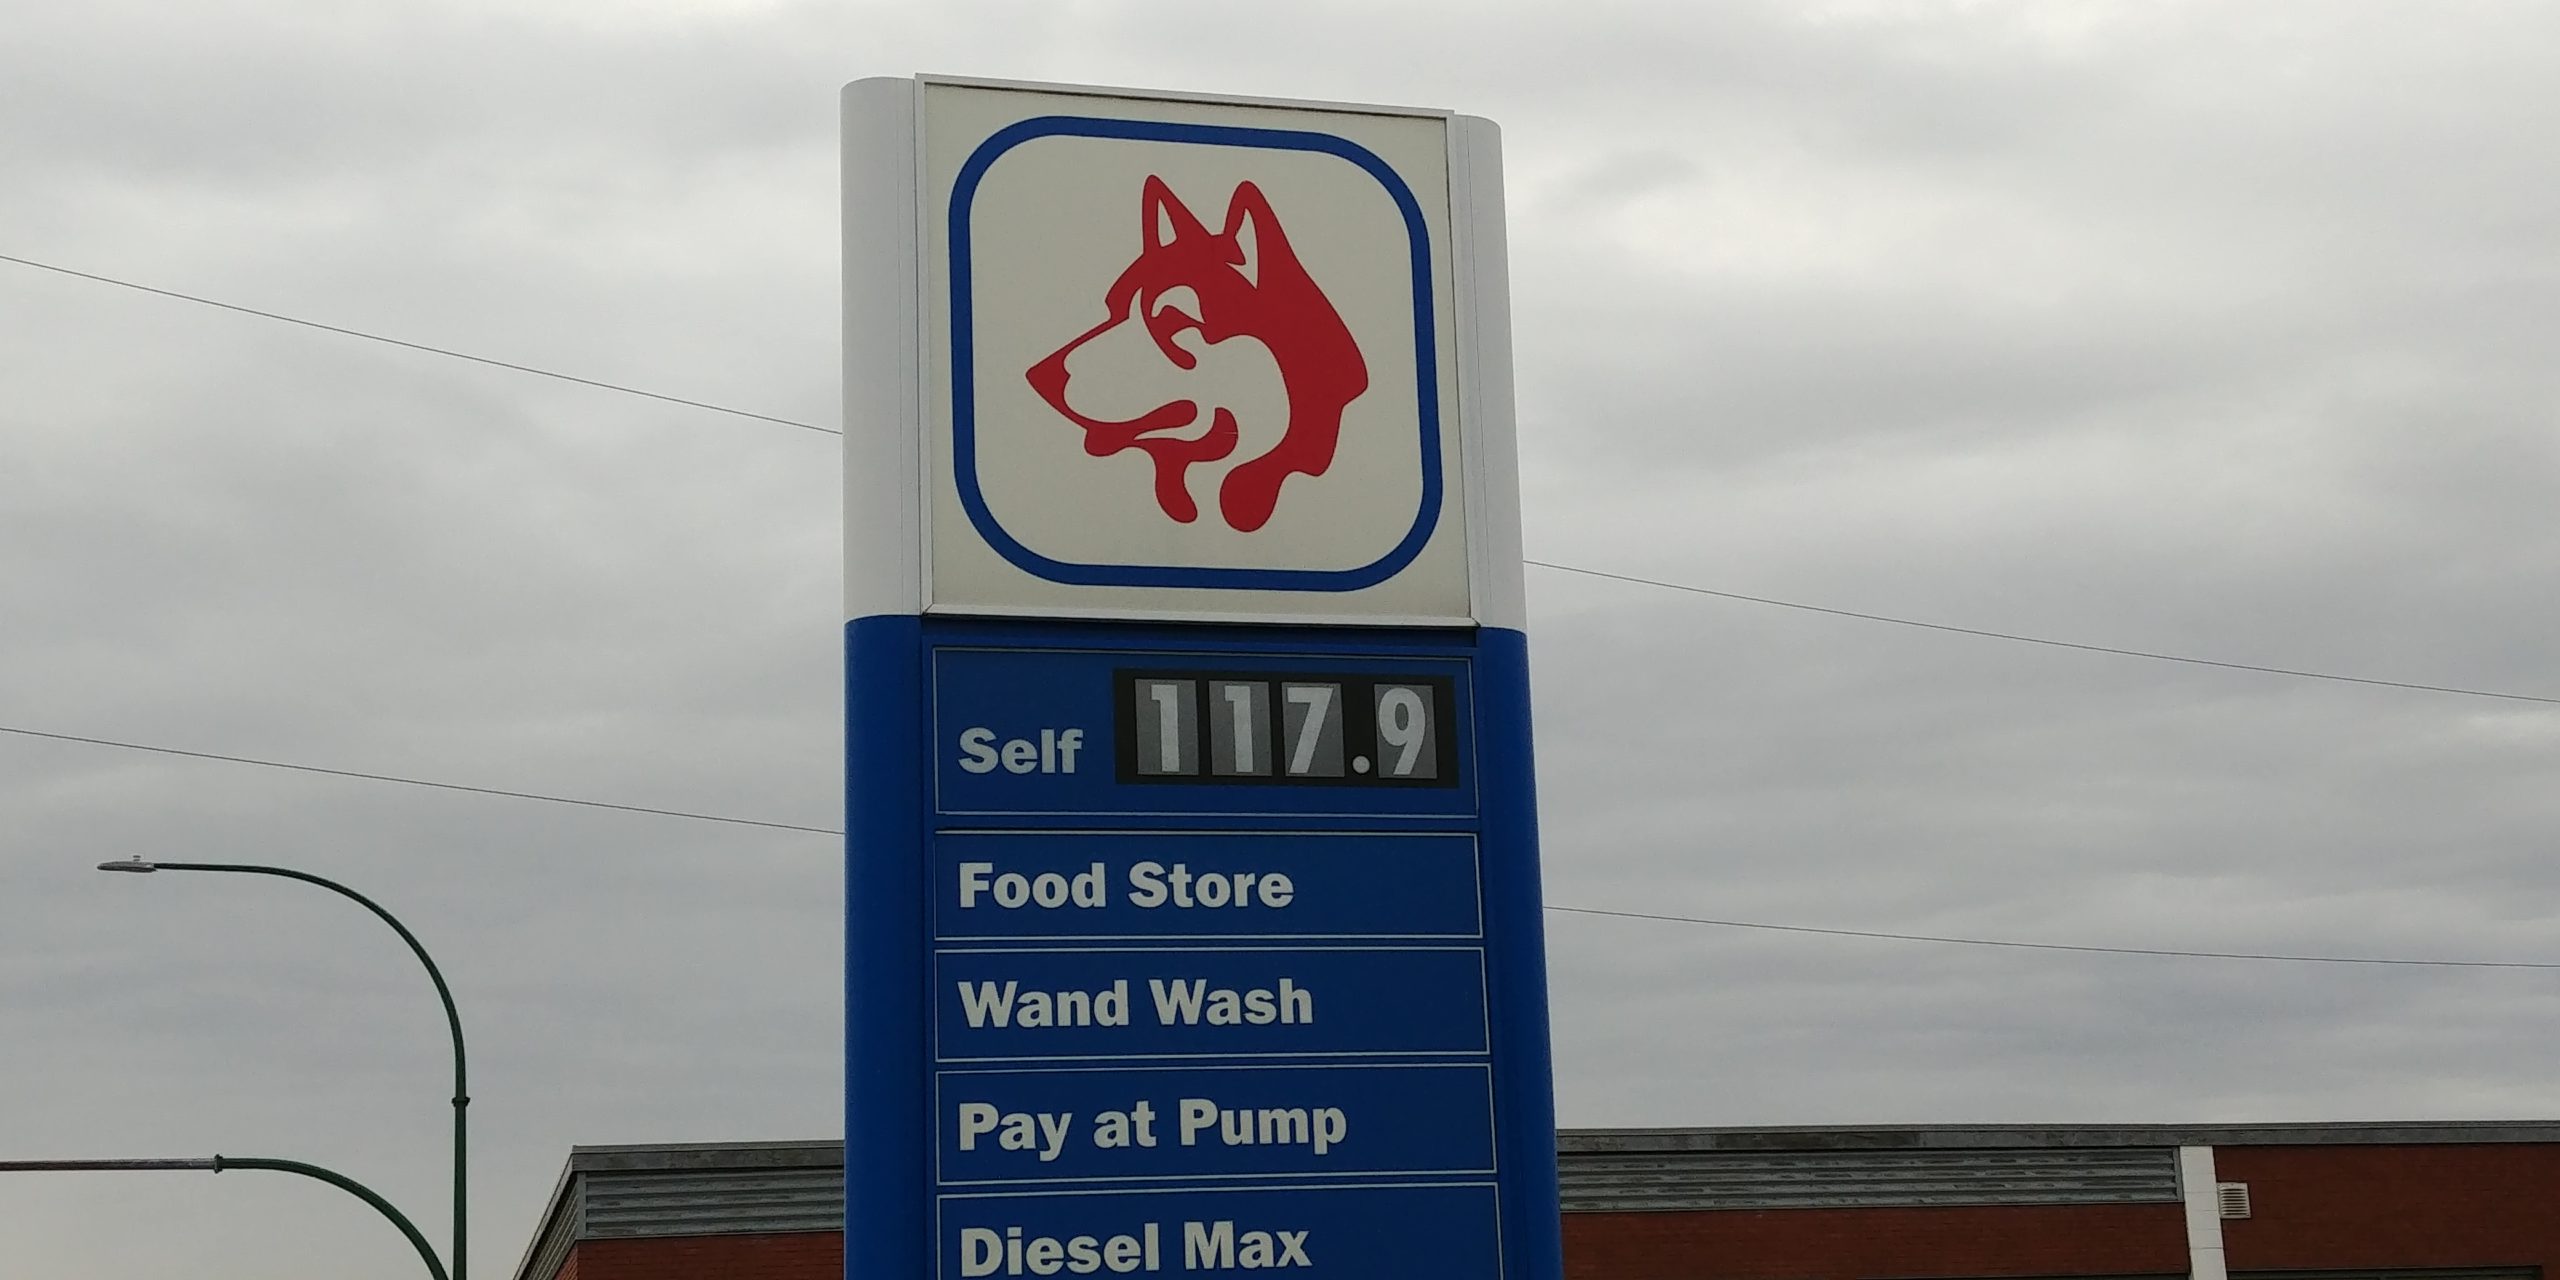 Self 117.9
Food Store
Wand Wash
Pay at Pump
Diesel Max